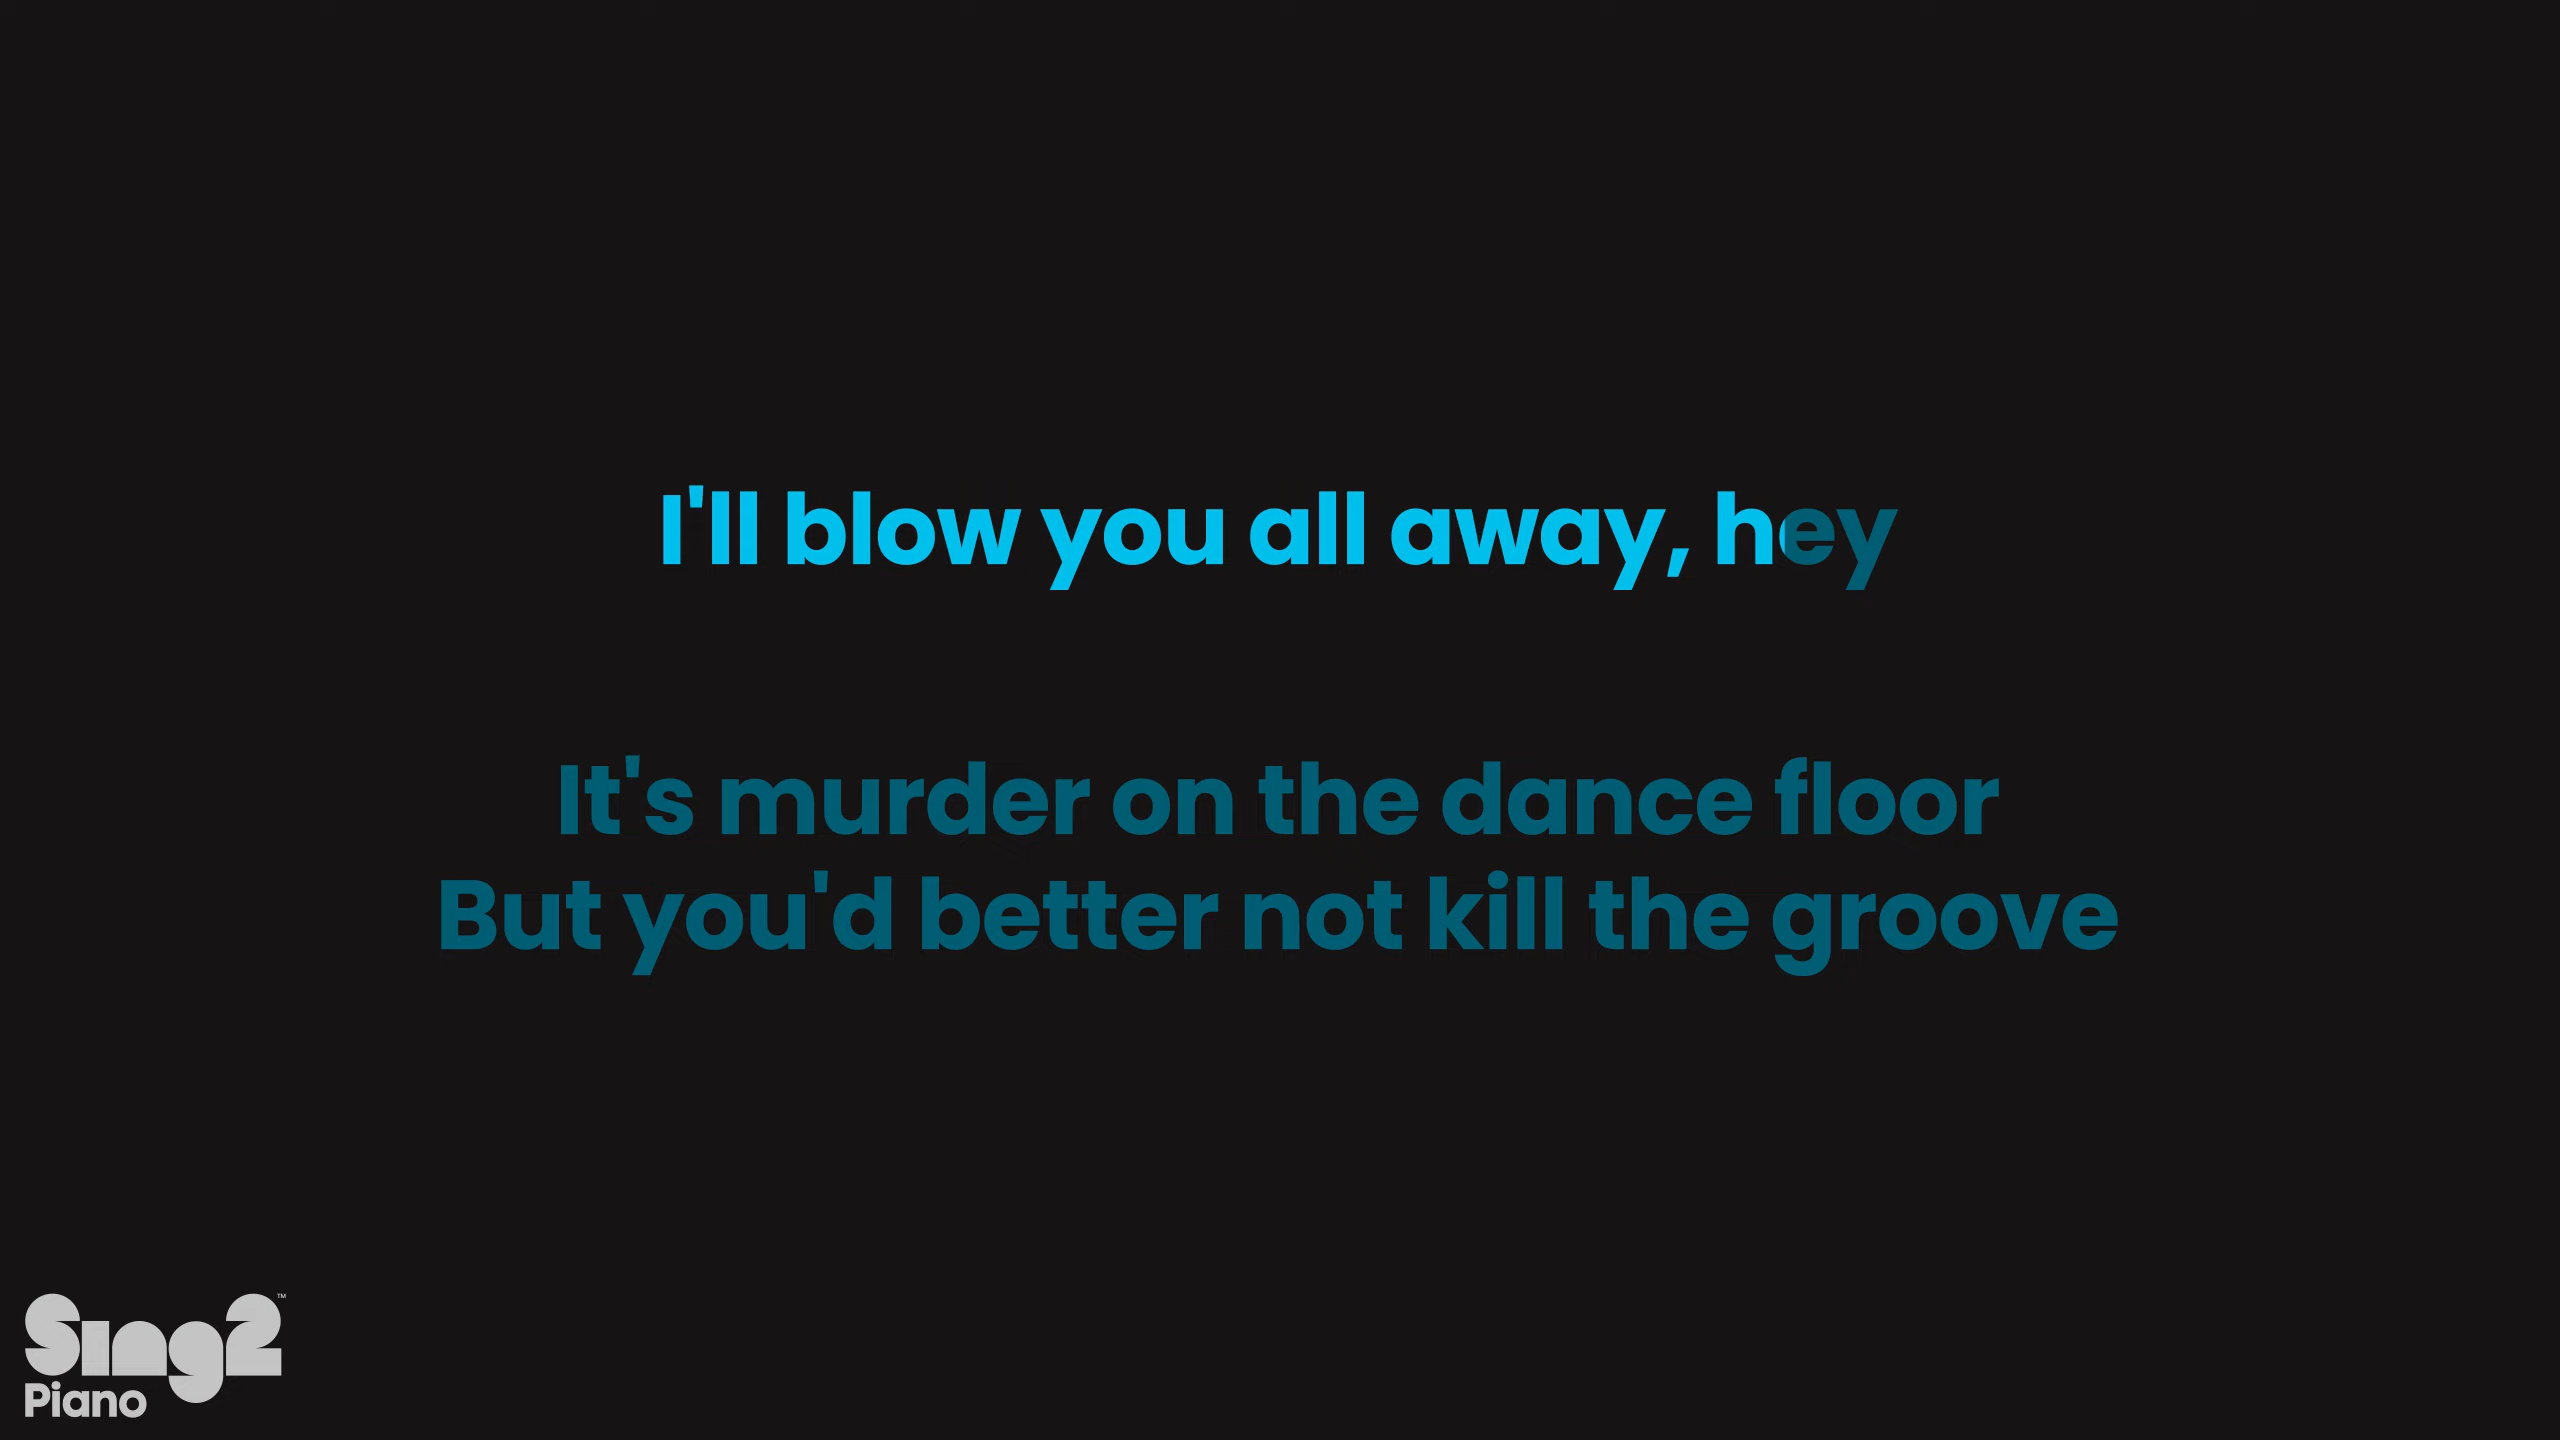 I'll blow you all away, hey
It's murder on the dance floor
But you'd better not kill the groove
Sing2™
Piano